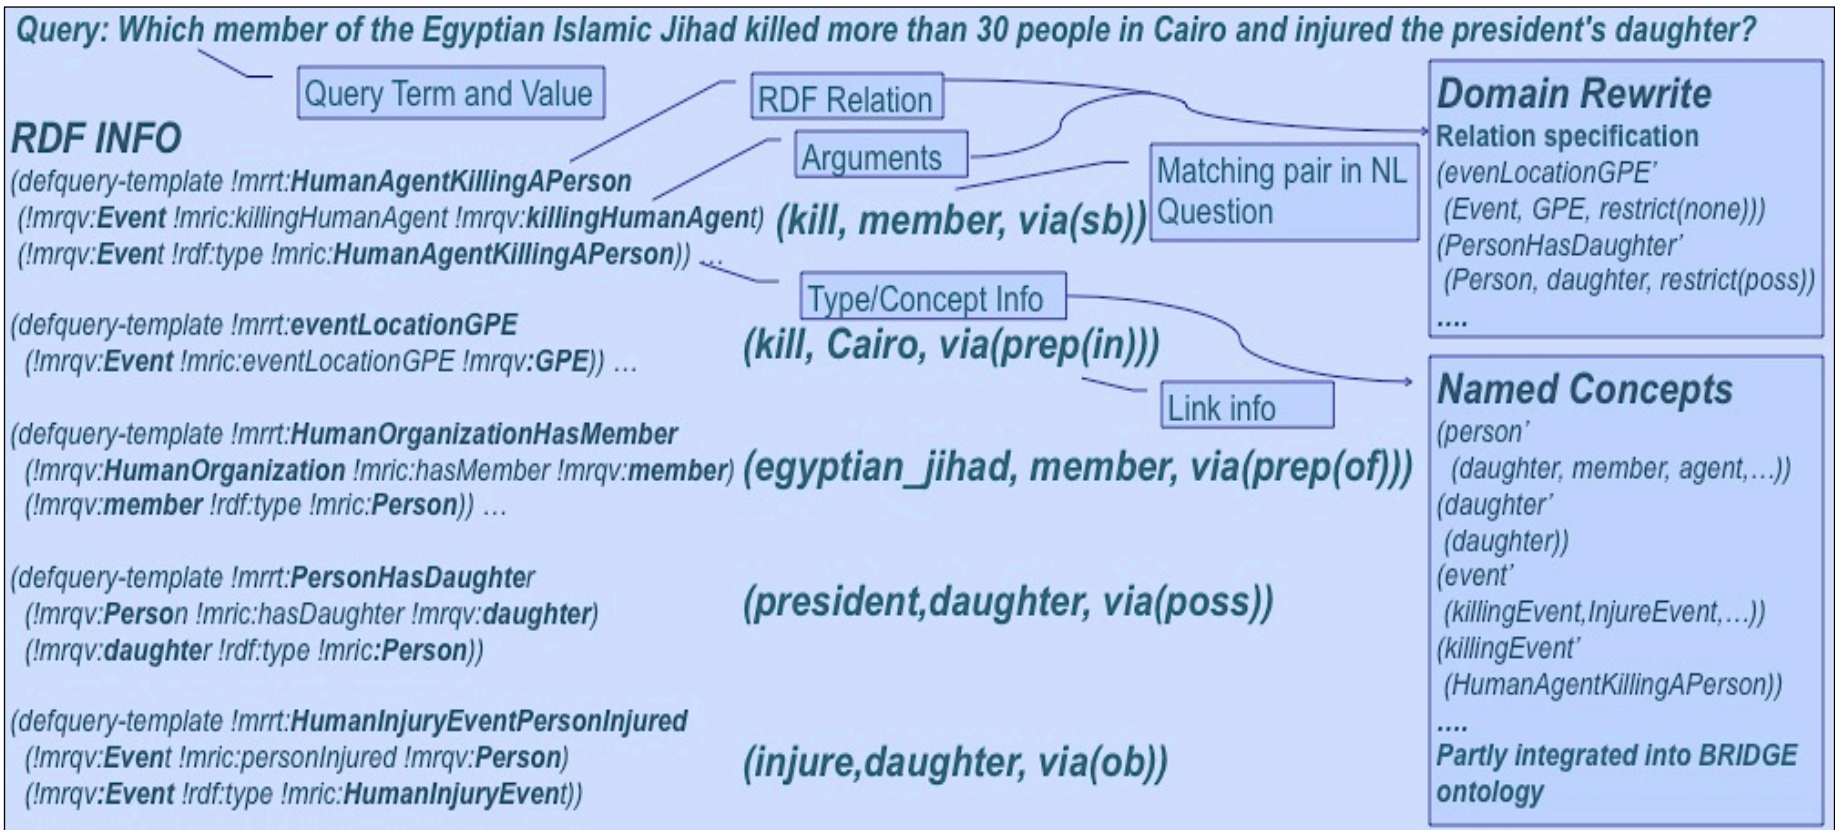 Query: Which member of the Egyptian Islamic Jihad killed more than 30 people in Cairo and injured the president's daughter?
Query Term and Value
RDF Relation
Arguments
Matching pair in NL
Question
RDF INFO
(defquery-template !mrrt:HumanAgentKillingAPerson
(!mrqv:Event !mric:killingHumanAgent !mrqv:killingHumanAgent)
(kill, member, via(sb))
(!mrqv:Event !rdf:type !mric:HumanAgentKillingAPerson)) ...
Type/Concept Info
(defquery-template !mrrt:eventLocationGPE
(!mrqv:Event !mric:eventLocationGPE !mrqv:GPE)) ...
(kill, Cairo, via(prep(in)))
Link info
(defquery-template !mrrt:HumanOrganizationHasMember
(!mrqv:HumanOrganization !mric:hasMember !mrqv:member)
(egyptian_jihad, member, via(prep(of)))
(!mrqv:member !rdf:type !mric:Person)) ...
(defquery-template !mrrt:PersonHasDaughter
(!mrqv:Person !mric:hasDaughter !mrqv:daughter)
(president,daughter, via(poss))
(!mrqv:daughter !rdf:type !mric:Person))
(defquery-template !mrrt:HumanInjuryEventPersonInjured
(!mrqv:Event !mric:personInjured !mrqv:Person)
(injure,daughter, via(ob))
(!mrqv:Event !rdf:type !mric:HumanInjuryEvent))
Domain Rewrite
Relation specification
(evenLocationGPE’
(Event, GPE, restrict(none)))
(PersonHasDaughter’
(Person, daughter, restrict(poss))
....
Named Concepts
(person’
(daughter, member, agent,...))
(daughter’
(daughter))
(event’
(killingEvent,InjureEvent,...))
(killingEvent’
(HumanAgentKillingAPerson))
....
Partly integrated into BRIDGE
ontology